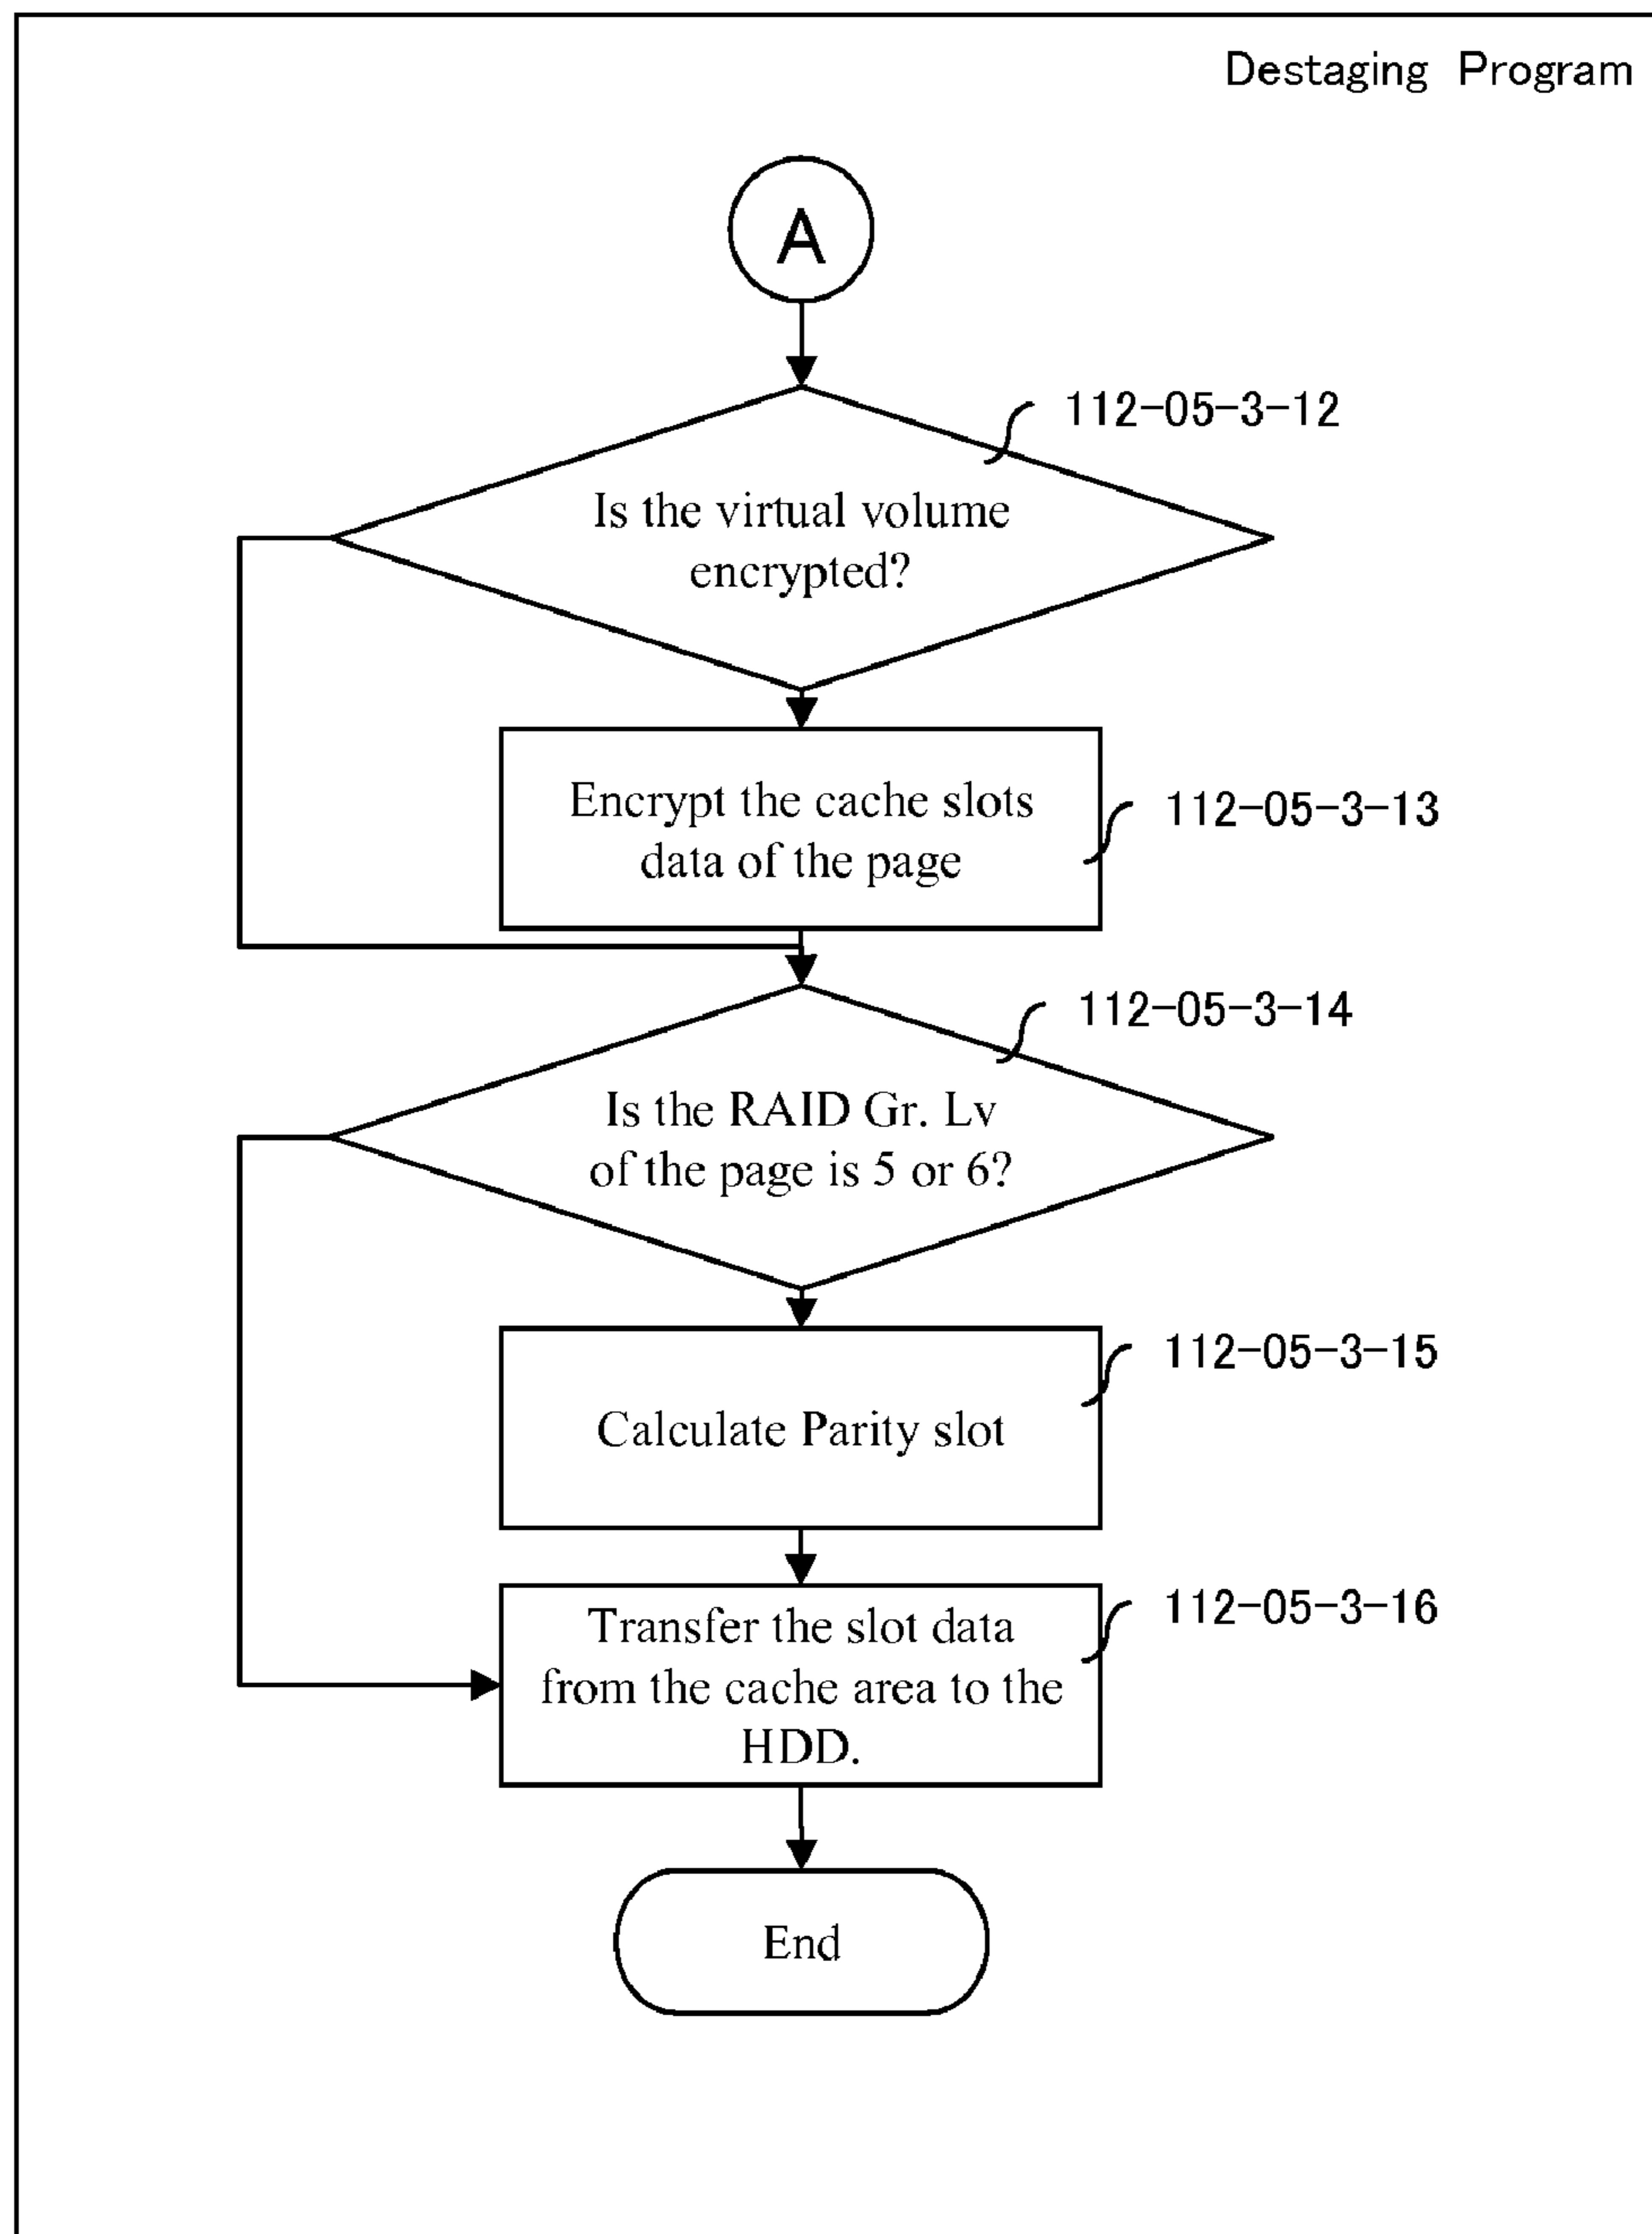 Destaging Program
A
112-05-3-12
Is the virtual volume
encrypted?
Encrypt the cache slots
data of the page
112-05-3-13
112-05-3-14
Is the RAID Gr. Lv
of the page is 5 or 6?
112-05-3-15
Calculate Parity slot
112-05-3-16
Transfer the slot data
from the cache area to the
HDD.
End